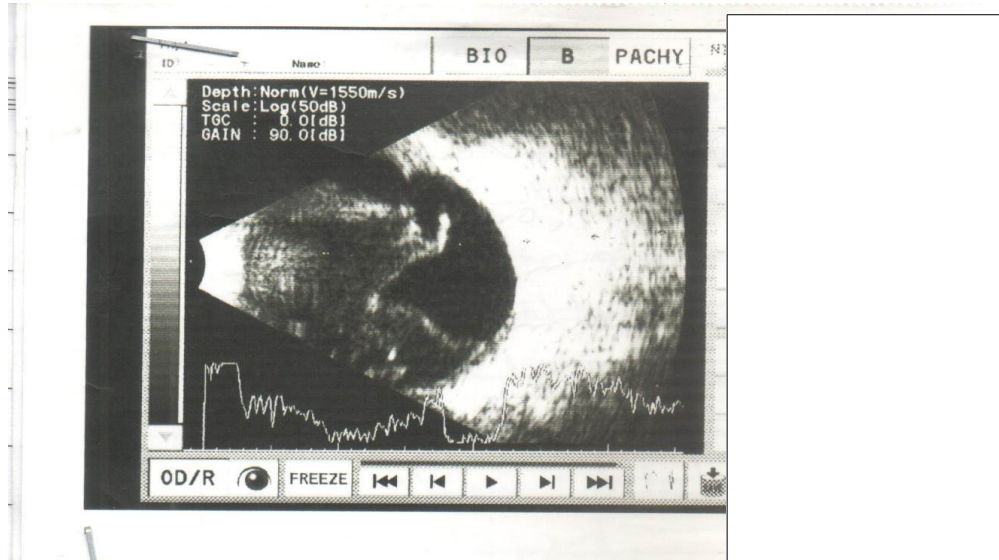 ID:
Name:
BIO
B
PACHY
Depth:Norm(V=1550m/s)
Scale:Log(50dB)
TGC : 0.0[dB]
GAIN : 90.0[dB]
OD/R
FREEZE